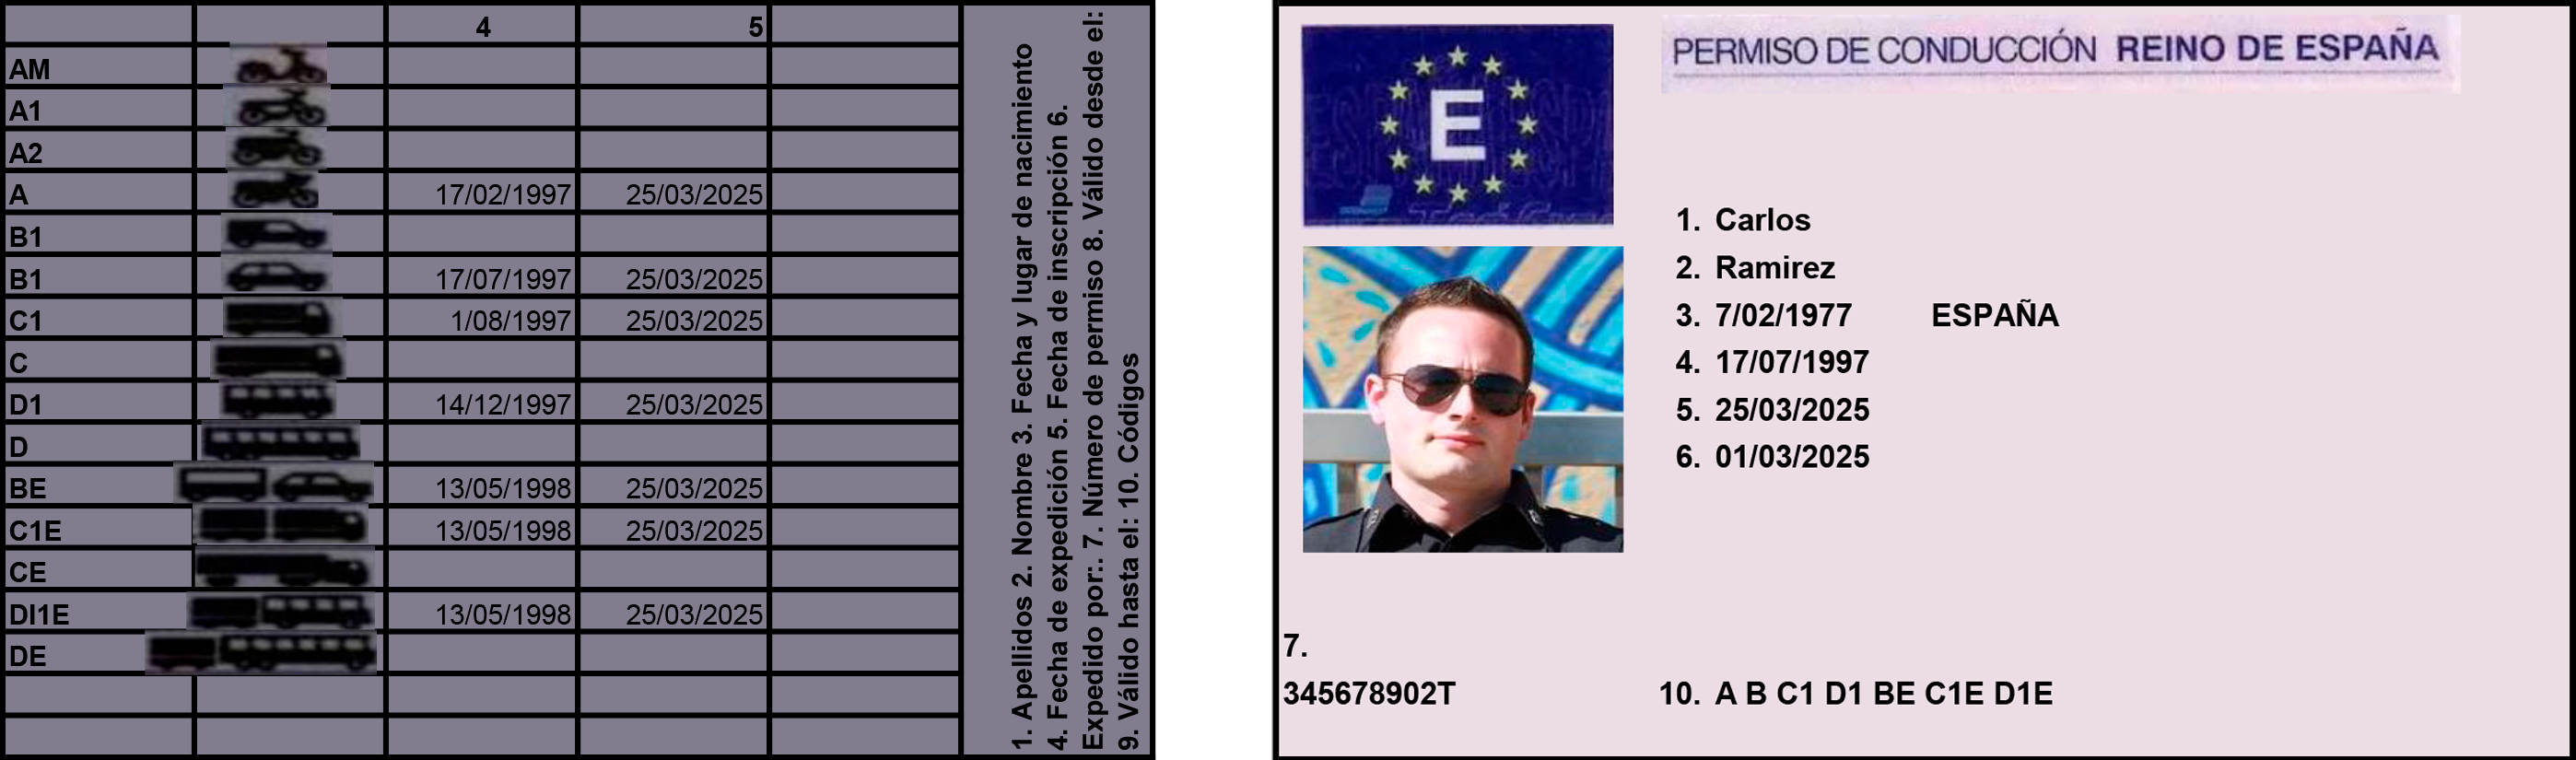 4 5
AM
A1
A2
A 17/02/1997 25/03/2025
B1
B1 17/07/1997 25/03/2025
C1 1/08/1997 25/03/2025
C
D1 14/12/1997 25/03/2025
D
BE 13/05/1998 25/03/2025
C1E 13/05/1998 25/03/2025
CE
DI1E 13/05/1998 25/03/2025
DE
1. Apellidos 2. Nombre 3. Fecha y lugar de nacimiento
4. Fecha de expedición 5. Fecha de inscripción 6.
Expedido por:. 7. Número de permiso 8. Válido desde el:
9. Válido hasta el: 10. Códigos
E
PERMISO DE CONDUCCIÓN REINO DE ESPAÑA
1. Carlos
2. Ramirez
3. 7/02/1977 ESPAÑA
4. 17/07/1997
5. 25/03/2025
6. 01/03/2025
7.
345678902T
10. A B C1 D1 BE C1E D1E